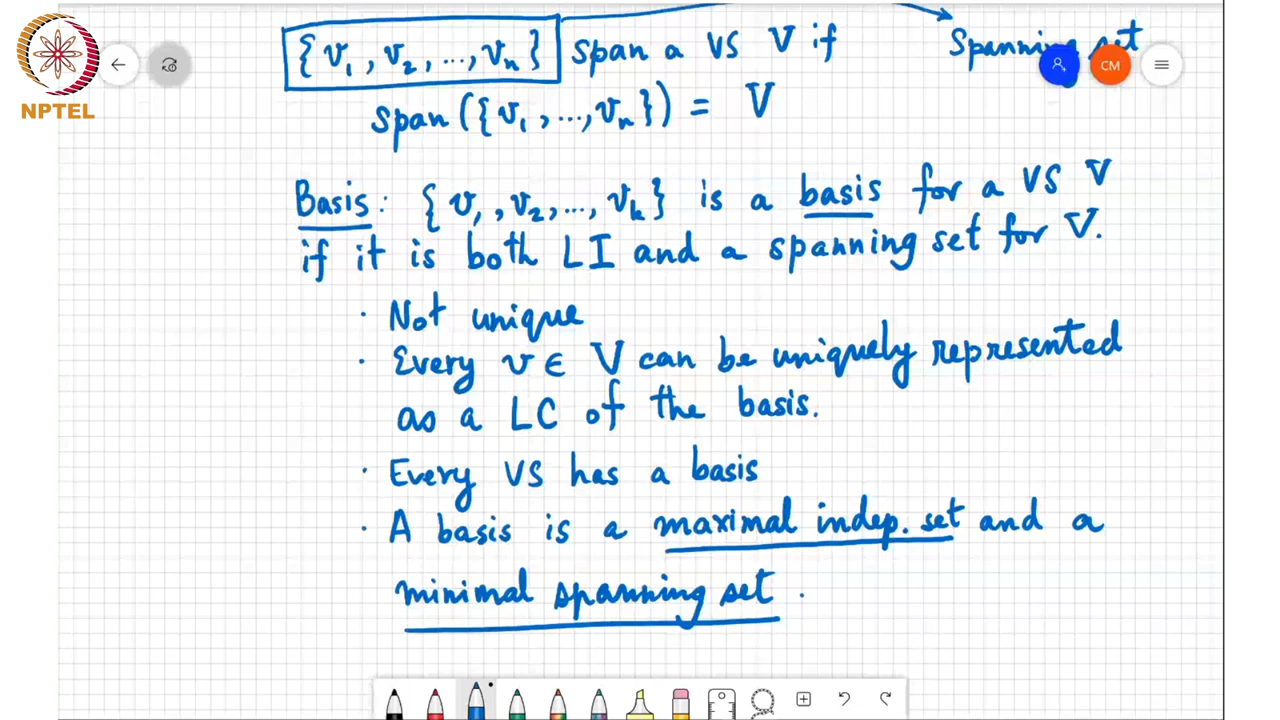 {v₁, v₂, ..., vₙ} span a VS V if Spanning set
span({v₁, ..., vₙ}) = V
Basis: {v₁, v₂, ..., vₖ} is a basis for a VS V
if it is both LI and a spanning set for V.
· Not unique
· Every v ∈ V can be uniquely represented
as a LC of the basis.
· Every VS has a basis
· A basis is a maximal indep. set and a
minimal spanning set.
NPTEL
CM